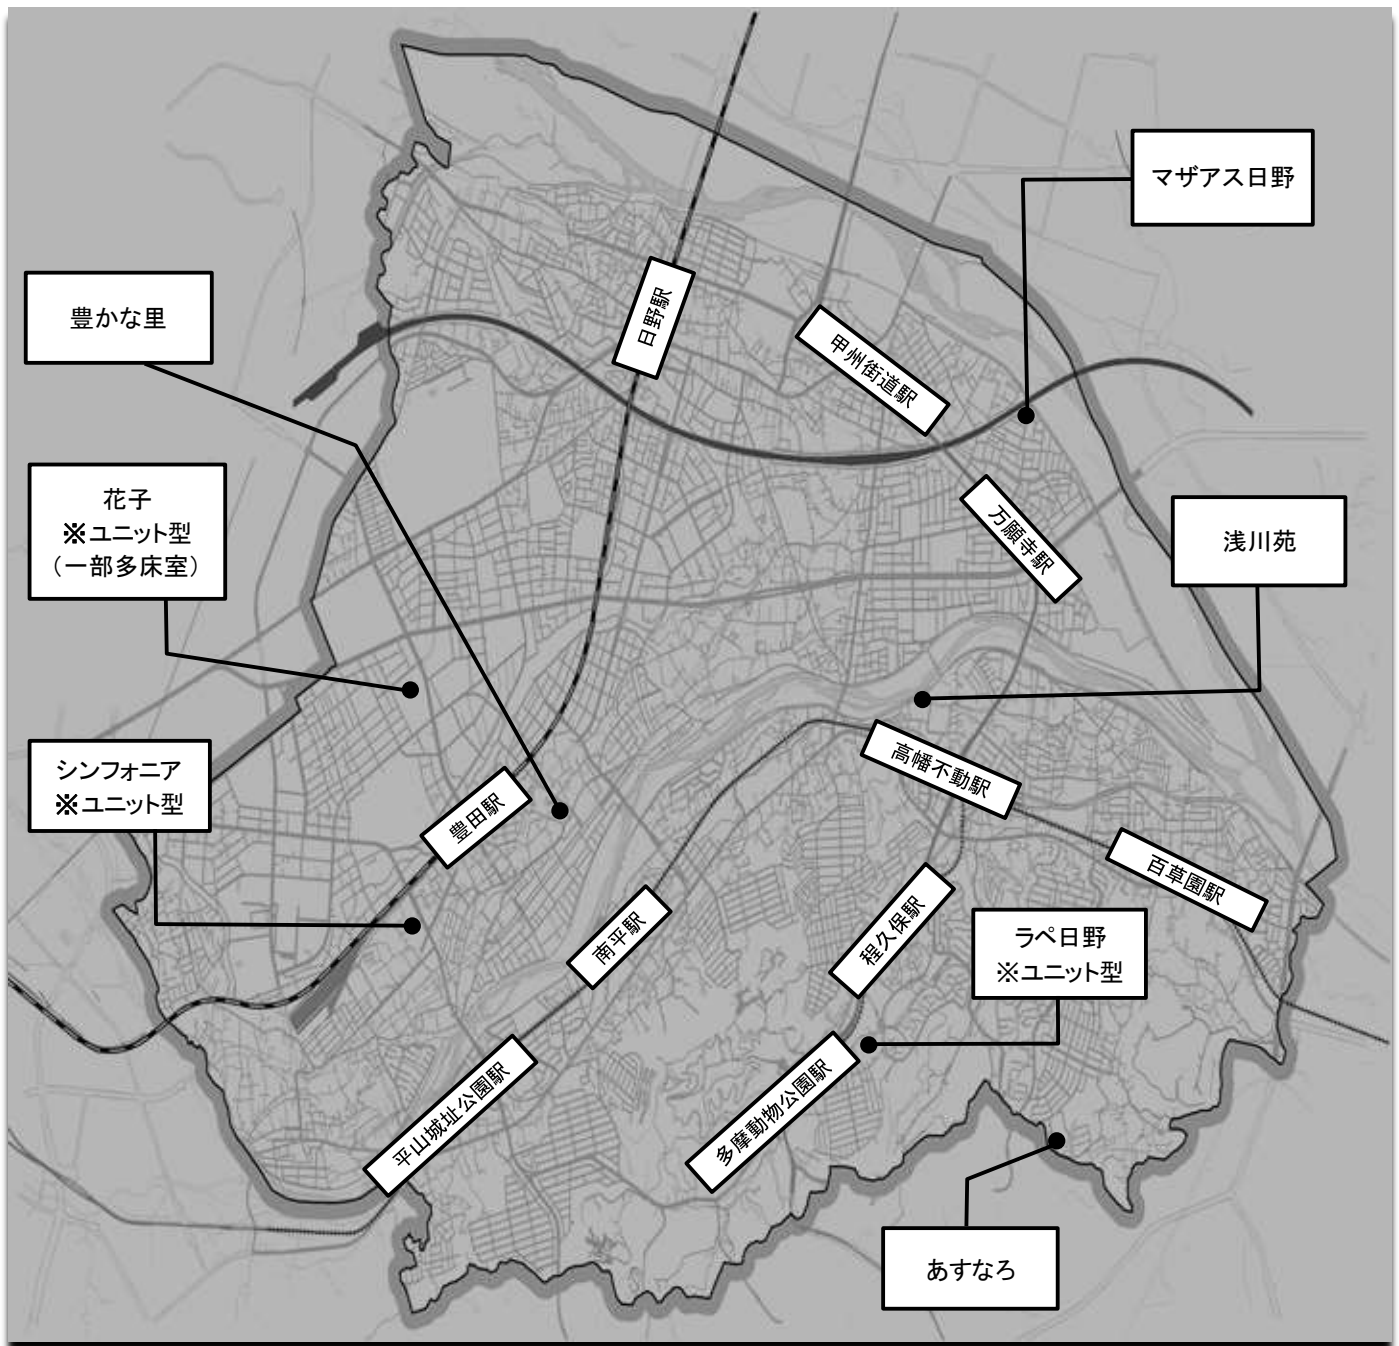 マザアス日野
豊かな里
日野駅
甲州街道駅
花子
※ユニット型
（一部多床室）
万願寺駅
浅川苑
シンフォニア
※ユニット型
高幡不動駅
豊田駅
百草園駅
南平駅
程久保駅
ラペ日野
※ユニット型
平山城址公園駅
多摩動物公園駅
あすなろ